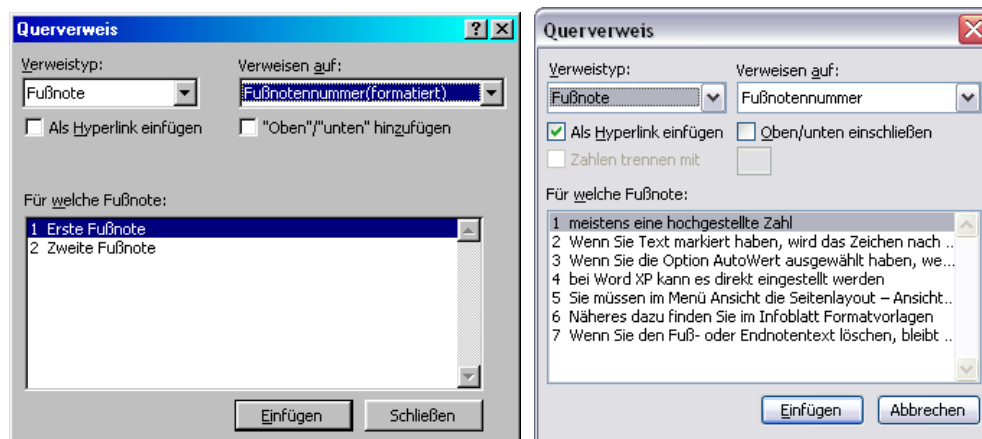 Querverweis
Verweistyp:
Verweisen auf:
Fußnote
Fußnotennummer(formatiert)
Als Hyperlink einfügen
"Oben"/"unten" hinzufügen
Für welche Fußnote:
1 Erste Fußnote
2 Zweite Fußnote
Einfügen
Schließen
Querverweis
Verweistyp:
Verweisen auf:
Fußnote
Fußnotennummer
Als Hyperlink einfügen
Oben/unten einschließen
Zahlen trennen mit
Für welche Fußnote:
1 meistens eine hochgestellte Zahl
2 Wenn Sie Text markiert haben, wird das Zeichen nach ..
3 Wenn Sie die Option AutoWert ausgewählt haben, we...
4 bei Word XP kann es direkt eingestellt werden
5 Sie müssen im Menü Ansicht die Seitenlayout – Ansicht..
6 Näheres dazu finden Sie im Infoblatt Formatvorlagen
7 Wenn Sie den Fuß- oder Endnotentext löschen, bleibt ..
Einfügen
Abbrechen